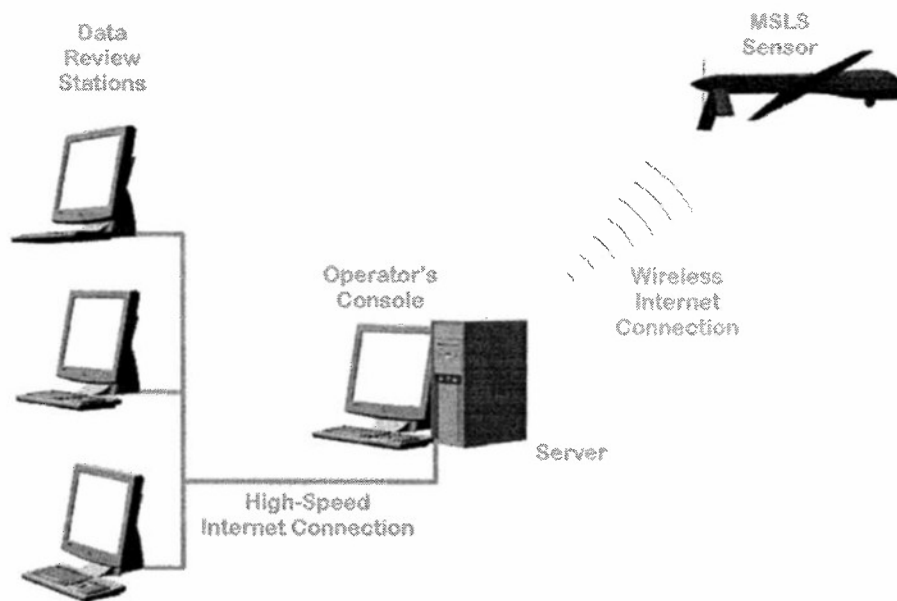 Data
Review
Stations
MSLS
Sensor
Operator's
Console
Wireless
Internet
Connection
Server
High-Speed
Internet Connection